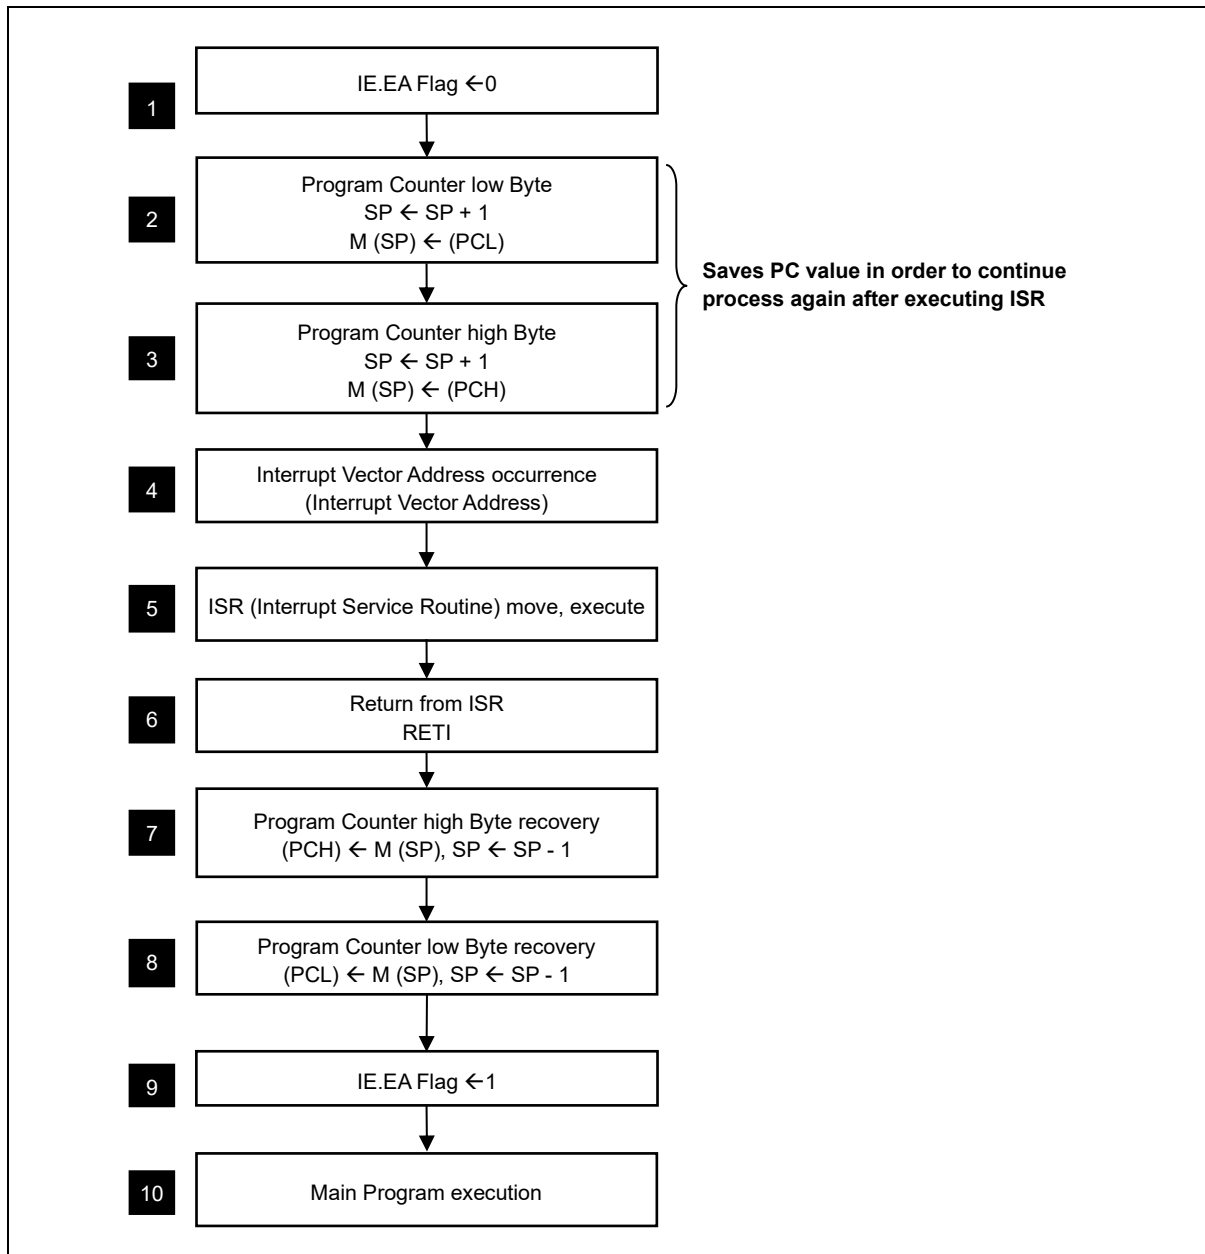 1
IE.EA Flag ←0
2
Program Counter low Byte
SP ← SP + 1
M (SP) ← (PCL)
3
Program Counter high Byte
SP ← SP + 1
M (SP) ← (PCH)
Saves PC value in order to continue
process again after executing ISR
4
Interrupt Vector Address occurrence
(Interrupt Vector Address)
5
ISR (Interrupt Service Routine) move, execute
6
Return from ISR
RETI
7
Program Counter high Byte recovery
(PCH) ← M (SP), SP ← SP - 1
8
Program Counter low Byte recovery
(PCL) ← M (SP), SP ← SP - 1
9
IE.EA Flag ←1
10
Main Program execution